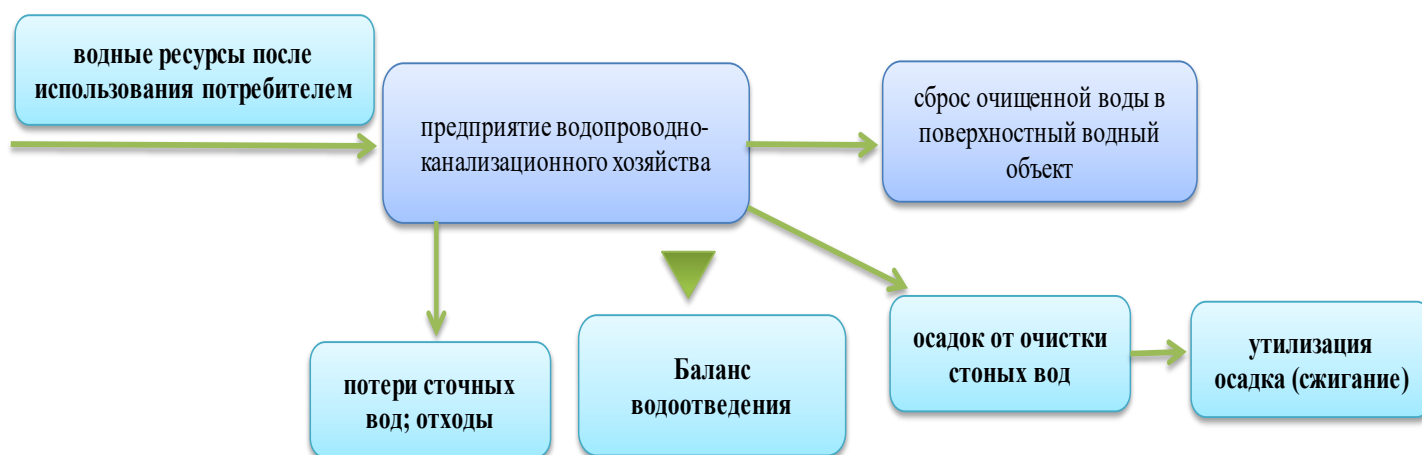 водные ресурсы после
использования потребителем
предприятие водопроводно-
канализационного хозяйства
сброс очищенной воды в
поверхностный водный
объект
потери сточных
вод; отходы
Баланс
водоотведения
осадок от очистки
стоных вод
утилизация
осадка (сжигание)